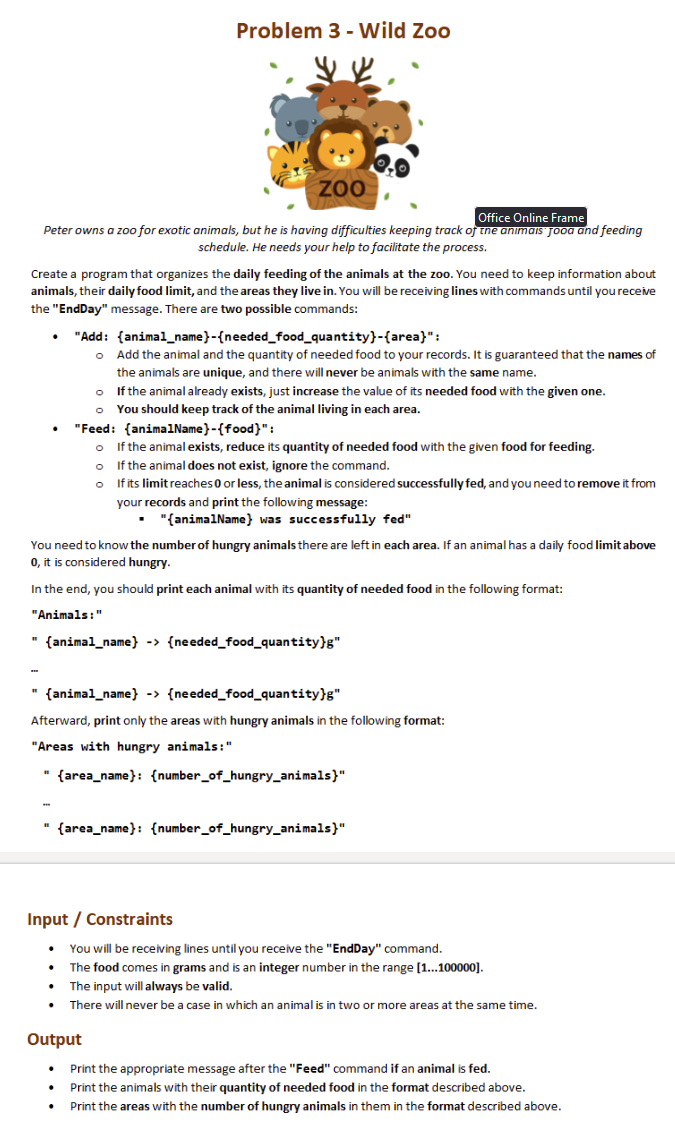 Problem 3 - Wild Zoo
ZOO
Office Online Frame
Peter owns a zoo for exotic animals, but he is having difficulties keeping track of the animals' food and feeding
schedule. He needs your help to facilitate the process.
Create a program that organizes the daily feeding of the animals at the zoo. You need to keep information about
animals, their daily food limit, and the areas they live in. You will be receiving lines with commands until you receive
the "EndDay" message. There are two possible commands:
• "Add: {animal_name}-{needed_food_quantity}-{area}":
o Add the animal and the quantity of needed food to your records. It is guaranteed that the names of
the animals are unique, and there will never be animals with the same name.
o If the animal already exists, just increase the value of its needed food with the given one.
o You should keep track of the animal living in each area.
• "Feed: {animalName}-{food}":
o If the animal exists, reduce its quantity of needed food with the given food for feeding.
o If the animal does not exist, ignore the command.
o If its limit reaches 0 or less, the animal is considered successfully fed, and you need to remove it from
your records and print the following message:
▪ "{animalName} was successfully fed"
You need to know the number of hungry animals there are left in each area. If an animal has a daily food limit above
0, it is considered hungry.
In the end, you should print each animal with its quantity of needed food in the following format:
"Animals:"
" {animal_name} -> {needed_food_quantity}g"
…
" {animal_name} -> {needed_food_quantity}g"
Afterward, print only the areas with hungry animals in the following format:
"Areas with hungry animals:"
" {area_name}: {number_of_hungry_animals}"
…
" {area_name}: {number_of_hungry_animals}"
Input / Constraints
• You will be receiving lines until you receive the "EndDay" command.
• The food comes in grams and is an integer number in the range [1...100000].
• The input will always be valid.
• There will never be a case in which an animal is in two or more areas at the same time.
Output
• Print the appropriate message after the "Feed" command if an animal is fed.
• Print the animals with their quantity of needed food in the format described above.
• Print the areas with the number of hungry animals in them in the format described above.